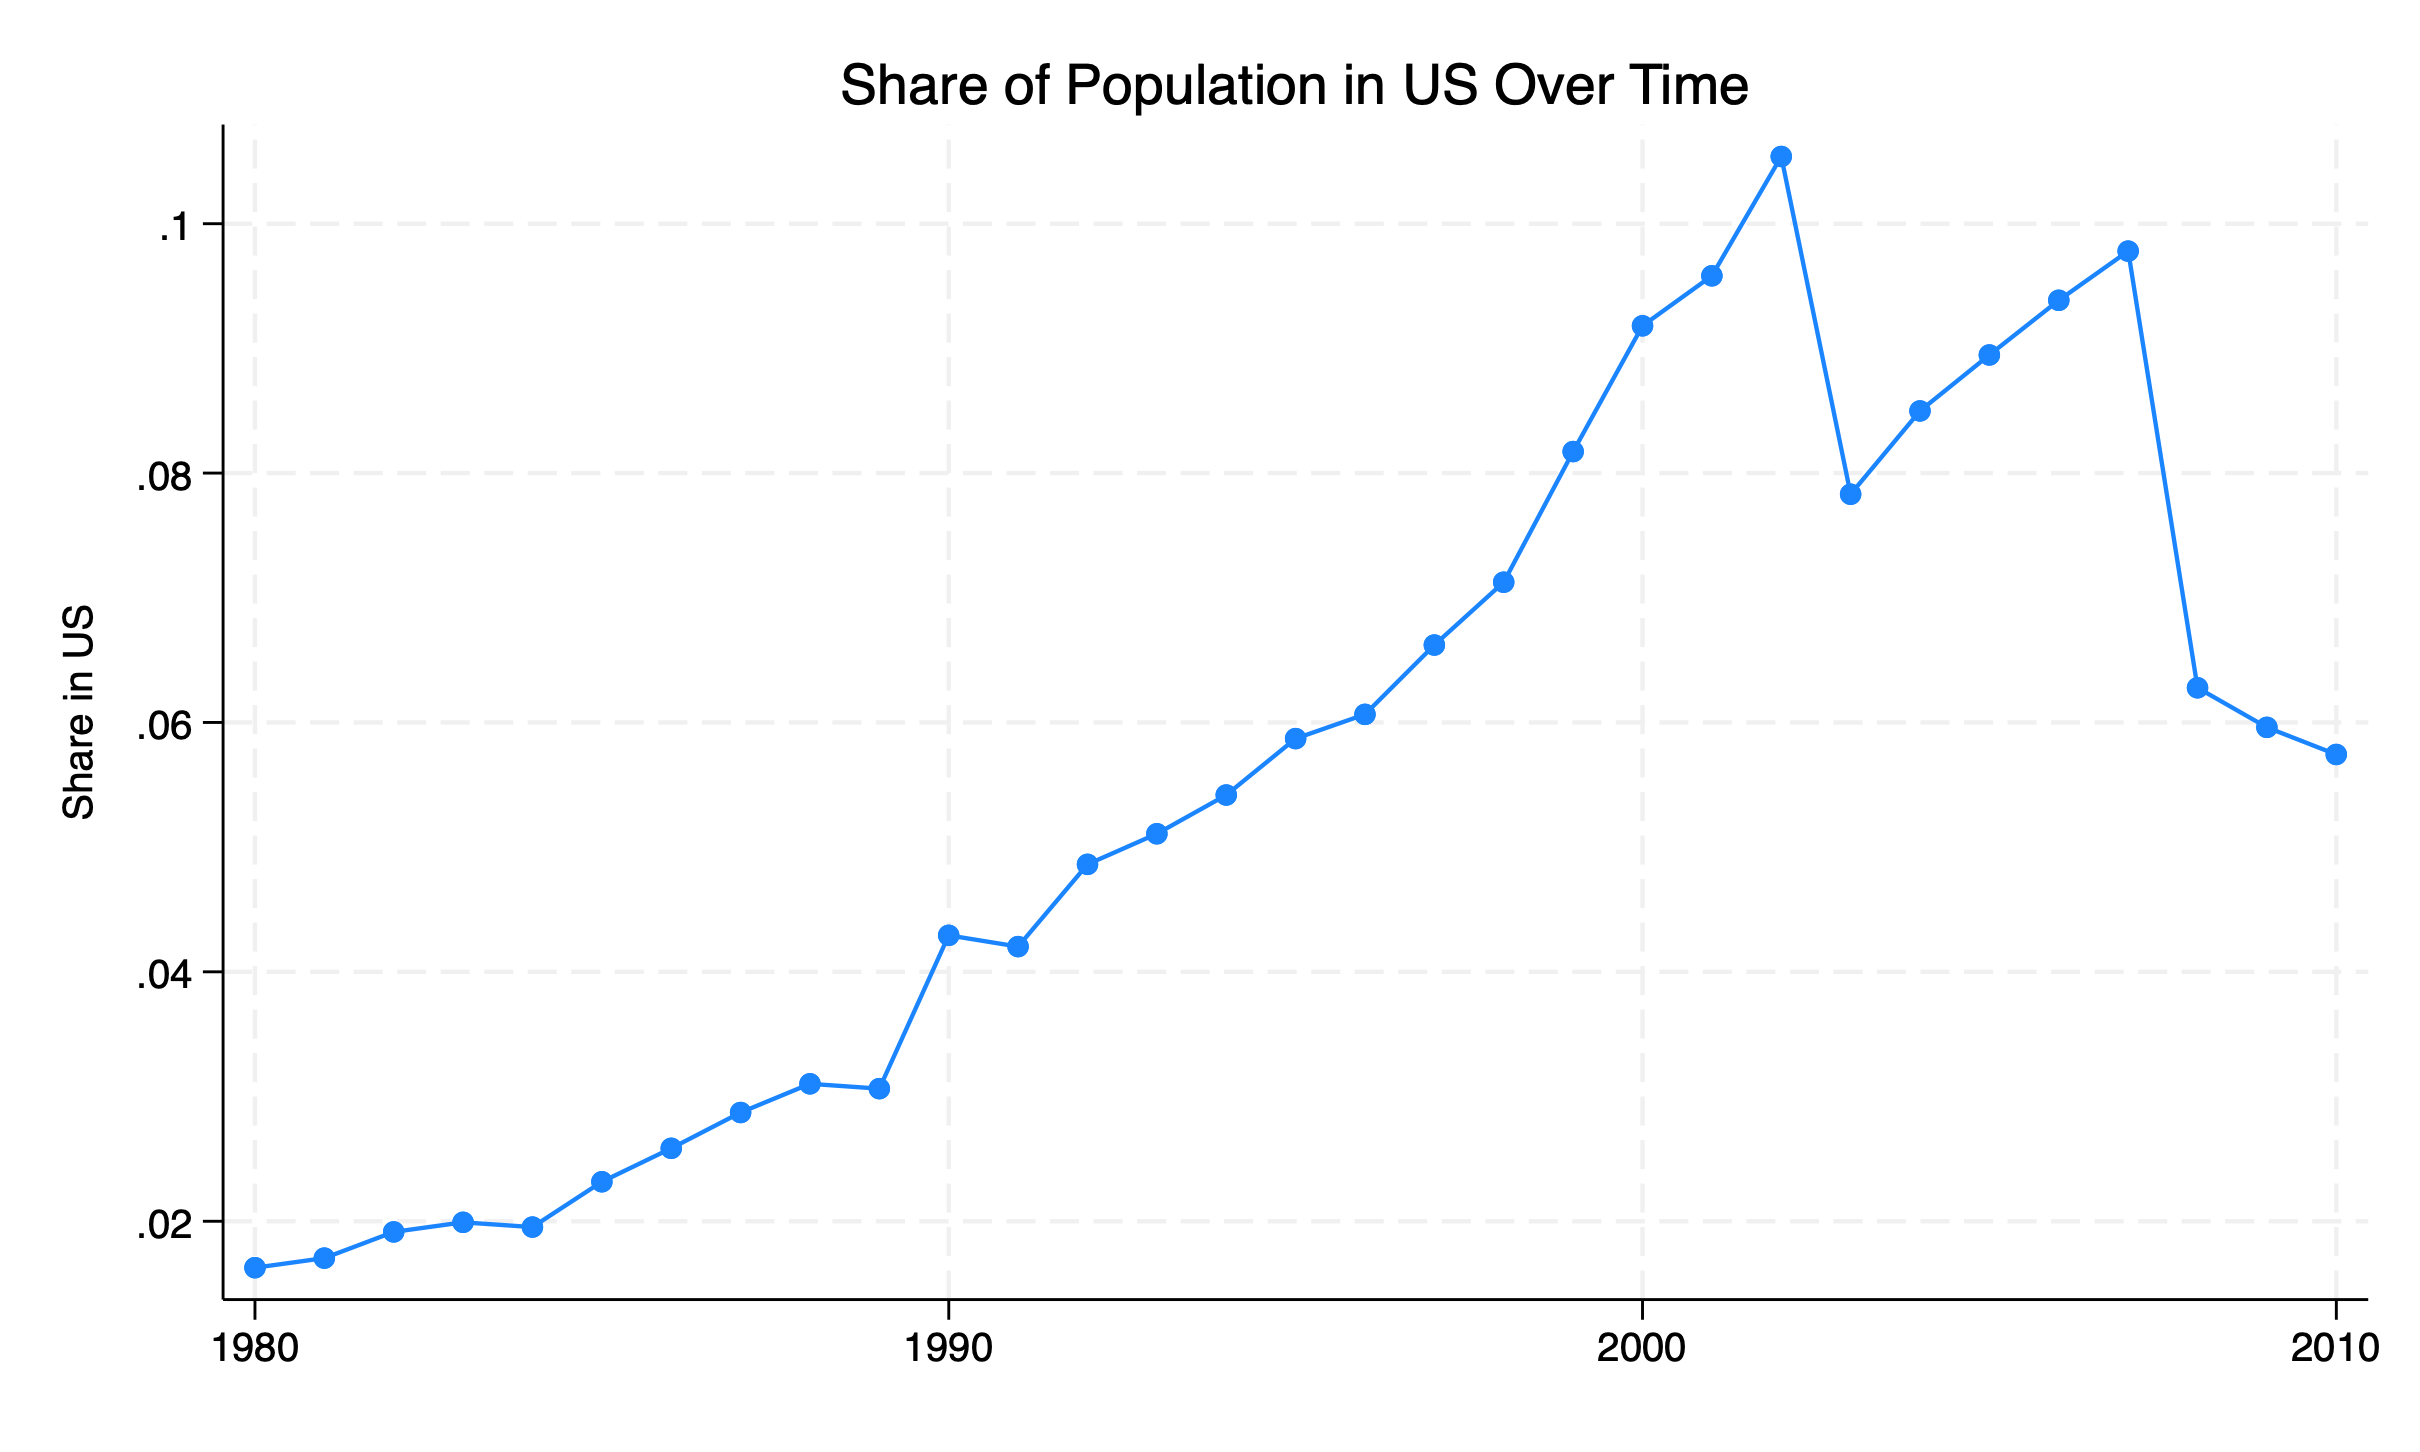 Share of Population in US Over Time
Share in US
.1
.08
.06
.04
.02
1980 1990 2000 2010